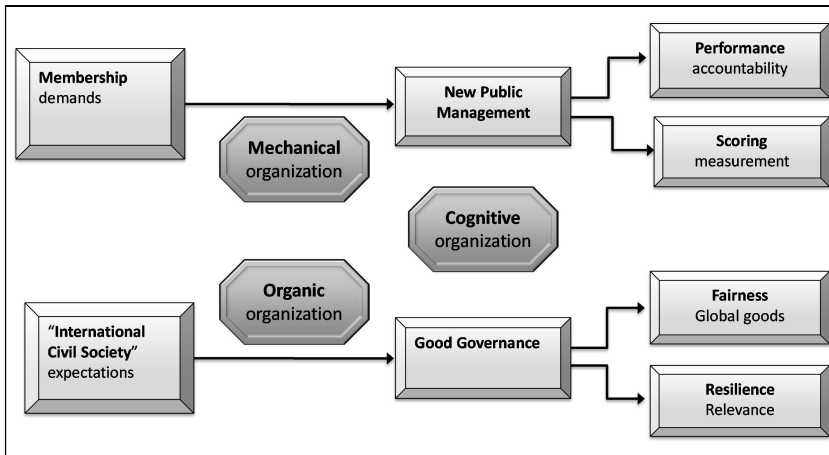 Membership
demands
New Public
Management
Performance
accountability
Scoring
measurement
Mechanical
organization
Cognitive
organization
Organic
organization
“International
Civil Society”
expectations
Good Governance
Fairness
Global goods
Resilience
Relevance